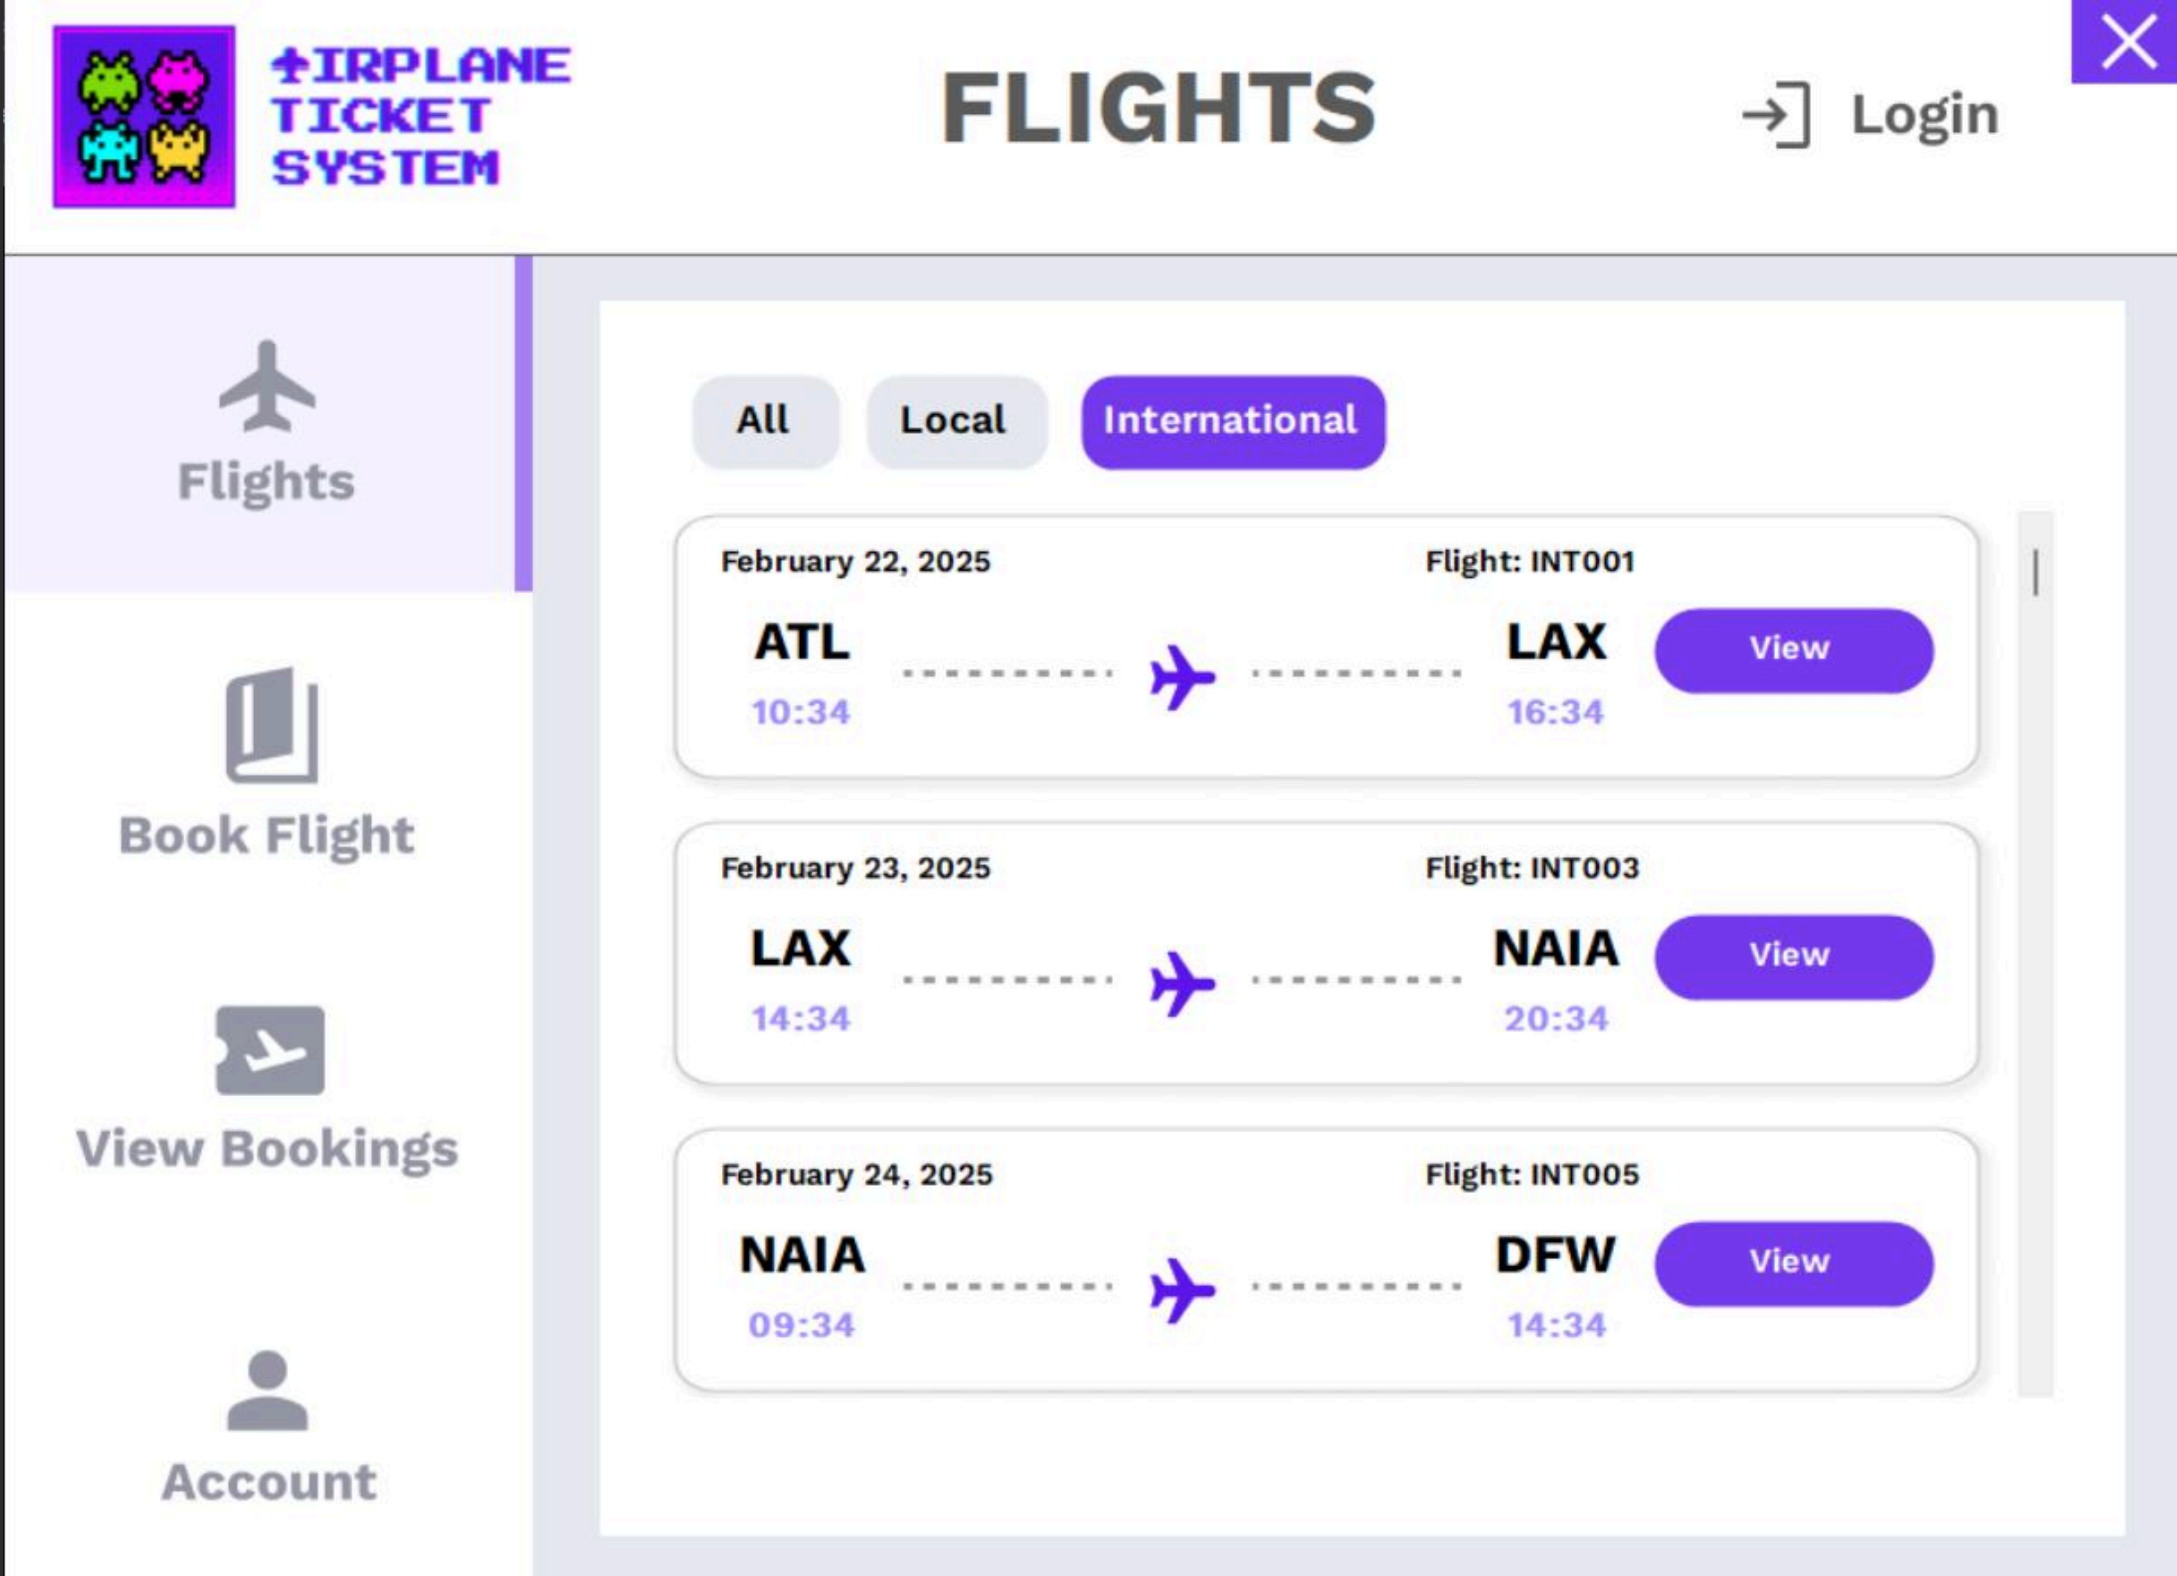 AIRPLANE
TICKET
SYSTEM
FLIGHTS
Login
Flights
Book Flight
View Bookings
Account
All Local International
February 22, 2025 Flight: INT001
ATL LAX View
10:34 16:34
February 23, 2025 Flight: INT003
LAX NAIA View
14:34 20:34
February 24, 2025 Flight: INT005
NAIA DFW View
09:34 14:34